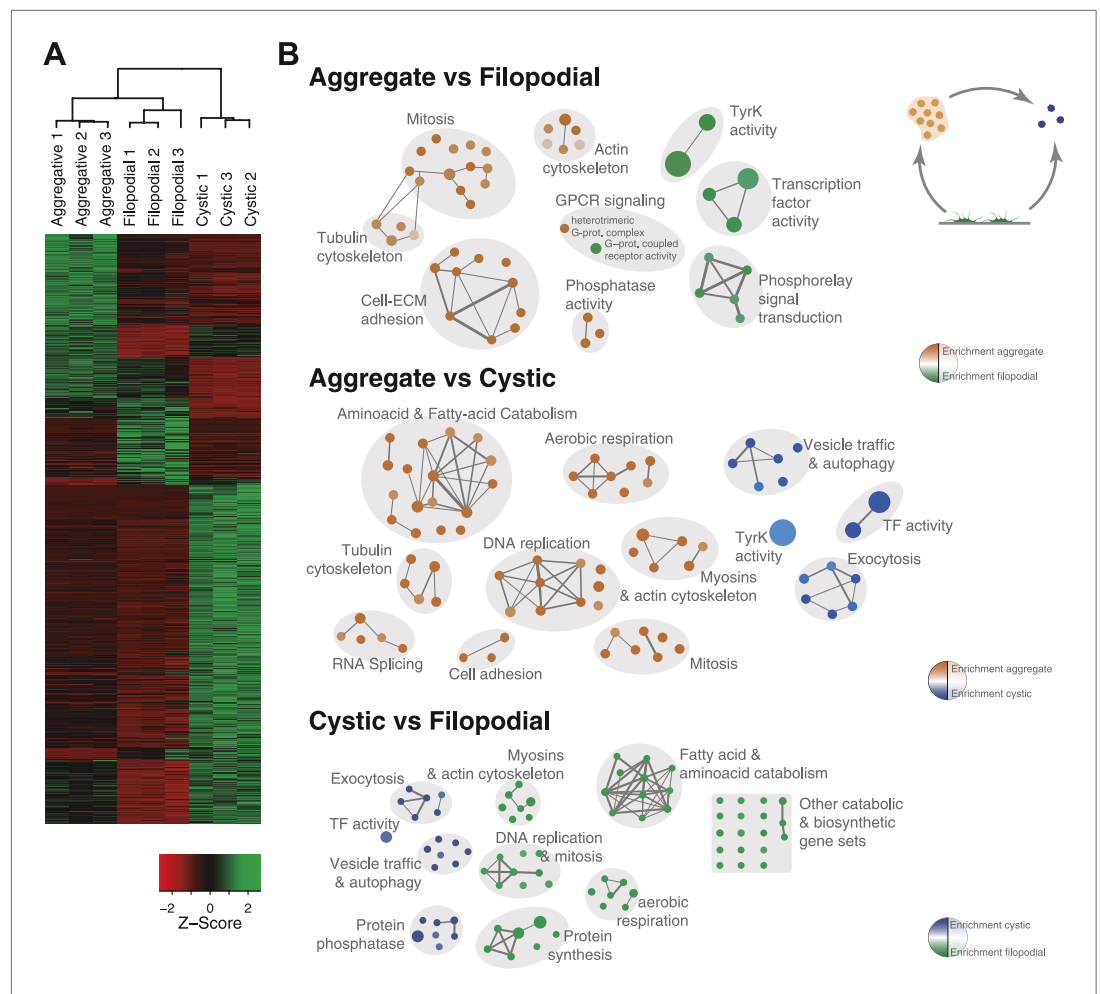 A
Aggregative 1
Aggregative 2
Aggregative 3
Filopodial 1
Filopodial 2
Filopodial 3
Cystic 1
Cystic 3
Cystic 2
−2
0
2
Z−Score
B
Aggregate vs Filopodial
Mitosis
Actin
cytoskeleton
TyrK
activity
GPCR signaling
heterotrimeric
G-prot. complex
G−prot. coupled
receptor activity
Transcription
factor
activity
Tubulin
cytoskeleton
Cell-ECM
adhesion
Phosphatase
activity
Phosphorelay
signal
transduction
Enrichment aggregate
Enrichment filopodial
Aggregate vs Cystic
Aminoacid & Fatty-acid Catabolism
Aerobic respiration
Vesicle traffic
& autophagy
TF activity
TyrK
activity
Tubulin
cytoskeleton
DNA replication
Myosins
& actin cytoskeleton
Exocytosis
RNA Splicing
Cell adhesion
Mitosis
Enrichment aggregate
Enrichment cystic
Cystic vs Filopodial
Exocytosis
Myosins
& actin cytoskeleton
Fatty acid &
aminoacid catabolism
TF activity
Other catabolic
& biosynthetic
gene sets
Vesicle traffic
& autophagy
DNA replication
& mitosis
aerobic
respiration
Protein
phosphatase
Protein
synthesis
Enrichment cystic
Enrichment filopodial